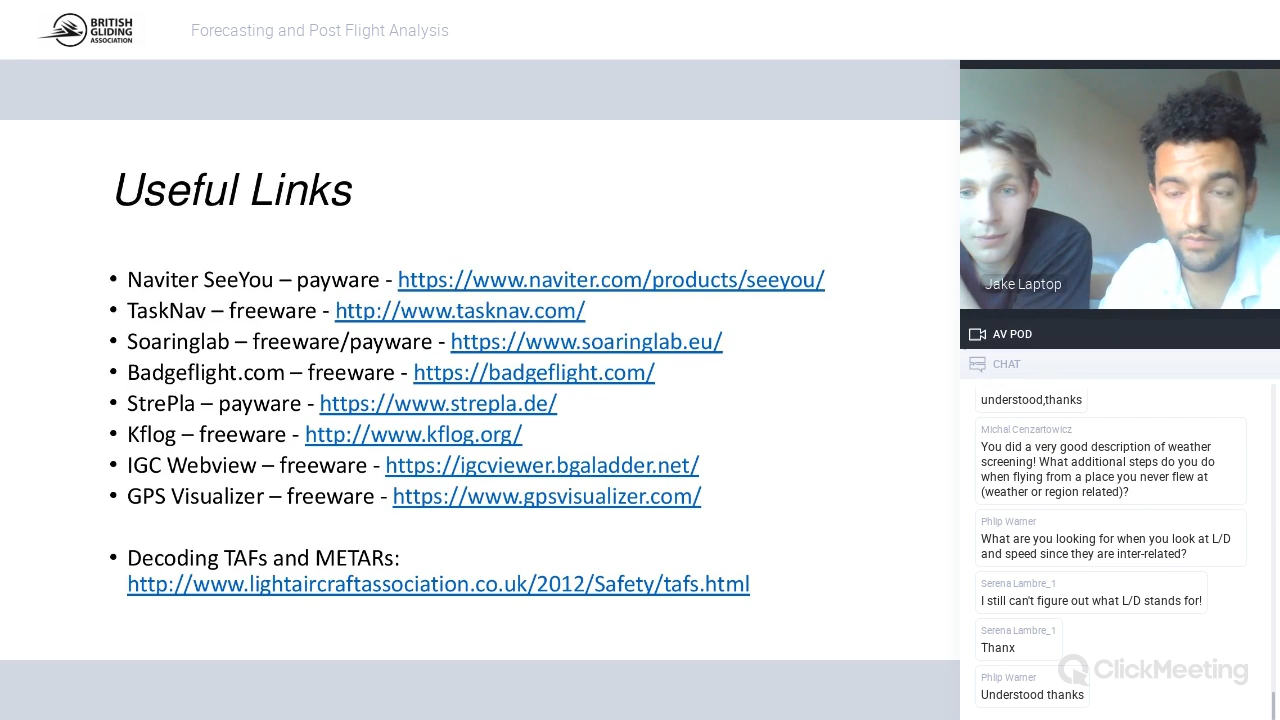 BRITISH
GLIDING
ASSOCIATION
Forecasting and Post Flight Analysis
Useful Links
• Naviter SeeYou – payware - https://www.naviter.com/products/seeyou/
• TaskNav – freeware - http://www.tasknav.com/
• Soaringlab – freeware/payware - https://www.soaringlab.eu/
• Badgeflight.com – freeware - https://badgeflight.com/
• StrePla – payware - https://www.strepla.de/
• Kflog – freeware - http://www.kflog.org/
• IGC Webview – freeware - https://igcviewer.bgaladder.net/
• GPS Visualizer – freeware - https://www.gpsvisualizer.com/
• Decoding TAFs and METARs:
http://www.lightaircraftassociation.co.uk/2012/Safety/tafs.html
Jake Laptop
AV POD
CHAT
understood,thanks
Michal Cenzartowicz
You did a very good description of weather
screening! What additional steps do you do
when flying from a place you never flew at
(weather or region related)?
Phlip Warner
What are you looking for when you look at L/D
and speed since they are inter-related?
Serena Lambre_1
I still can't figure out what L/D stands for!
Serena Lambre_1
Thanx
Phlip Warner
Understood thanks
ClickMeeting